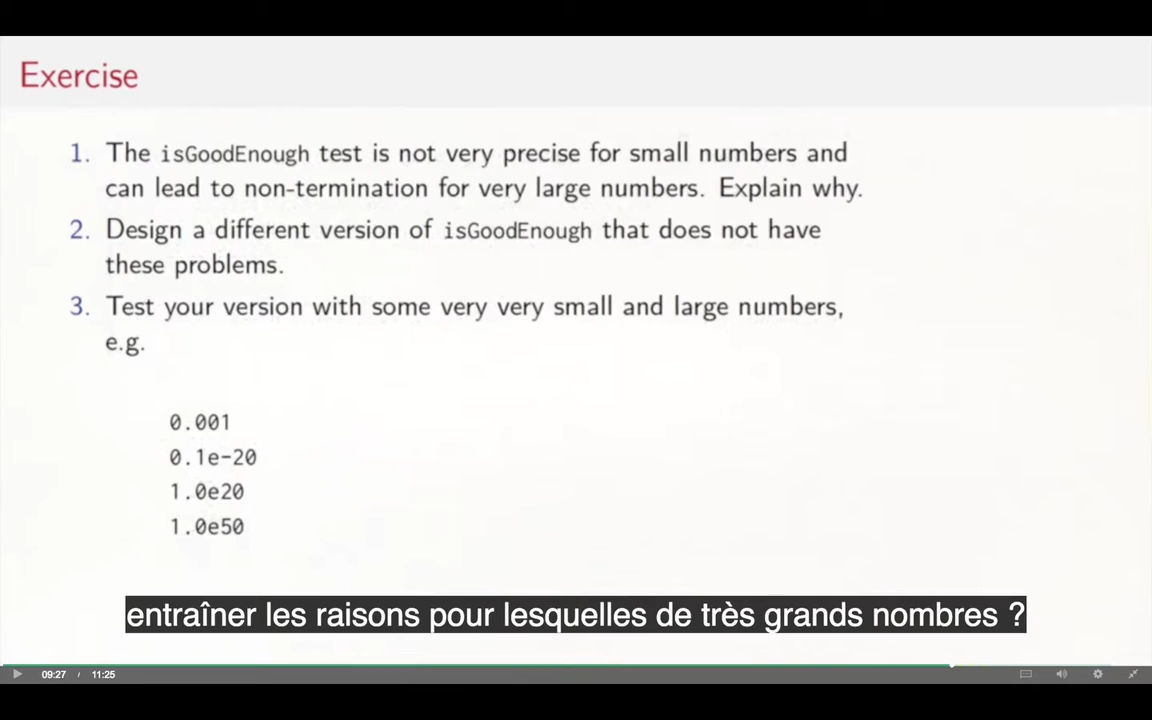 Exercise
1. The isGoodEnough test is not very precise for small numbers and
can lead to non-termination for very large numbers. Explain why.
2. Design a different version of isGoodEnough that does not have
these problems.
3. Test your version with some very very small and large numbers,
e.g.
0.001
0.1e-20
1.0e20
1.0e50
entraîner les raisons pour lesquelles de très grands nombres ?
09:27 / 11:25